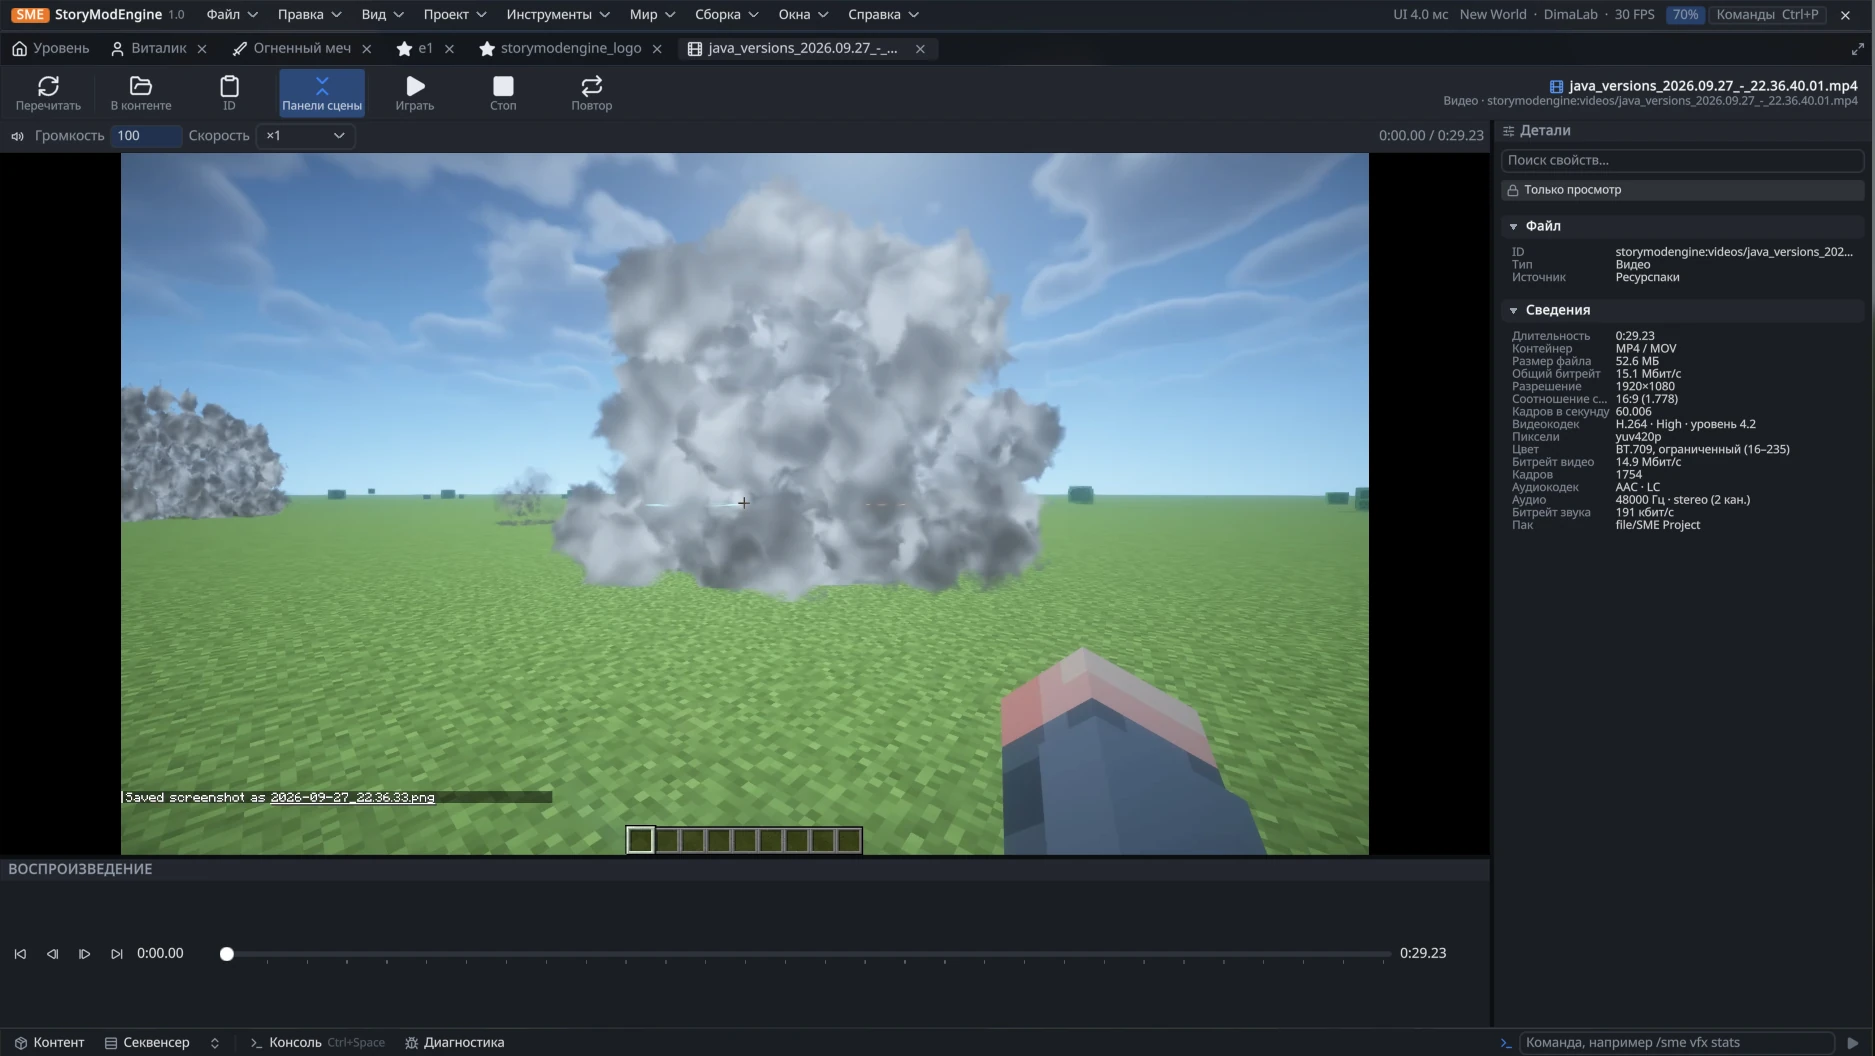 SME StoryModEngine 1.0 Файл Правка Вид Проект Инструменты Мир Сборка Окна Справка UI 4.0 мс New World · DimaLab · 30 FPS 70% Команды Ctrl+P
Уровень Виталик Огненный меч e1 storymodengine_logo java_versions_2026.09.27_-_...
Перечитать В контенте ID Панели сцены Играть Стоп Повтор
java_versions_2026.09.27_-_22.36.40.01.mp4
Видео · storymodengine:videos/java_versions_2026.09.27_-_22.36.40.01.mp4
Громкость 100 Скорость ×1 0:00.00 / 0:29.23
Детали
Поиск свойств...
Только просмотр
Файл
ID storymodengine:videos/java_versions_202...
Тип Видео
Источник Ресурспаки
Сведения
Длительность 0:29.23
Контейнер MP4 / MOV
Размер файла 52.6 МБ
Общий битрейт 15.1 Мбит/с
Разрешение 1920×1080
Соотношение с... 16:9 (1.778)
Кадров в секунду 60.006
Видеокодек H.264 · High · уровень 4.2
Пиксели yuv420p
Цвет BT.709, ограниченный (16–235)
Битрейт видео 14.9 Мбит/с
Кадров 1754
Аудиокодек AAC · LC
Аудио 48000 Гц · stereo (2 кан.)
Битрейт звука 191 кбит/с
Пак file/SME Project
Saved screenshot as 2026-09-27_22.36.33.png
ВОСПРОИЗВЕДЕНИЕ
0:00.00 0:29.23
Контент Секвенсер Консоль Ctrl+Space Диагностика Команда, например /sme vfx stats